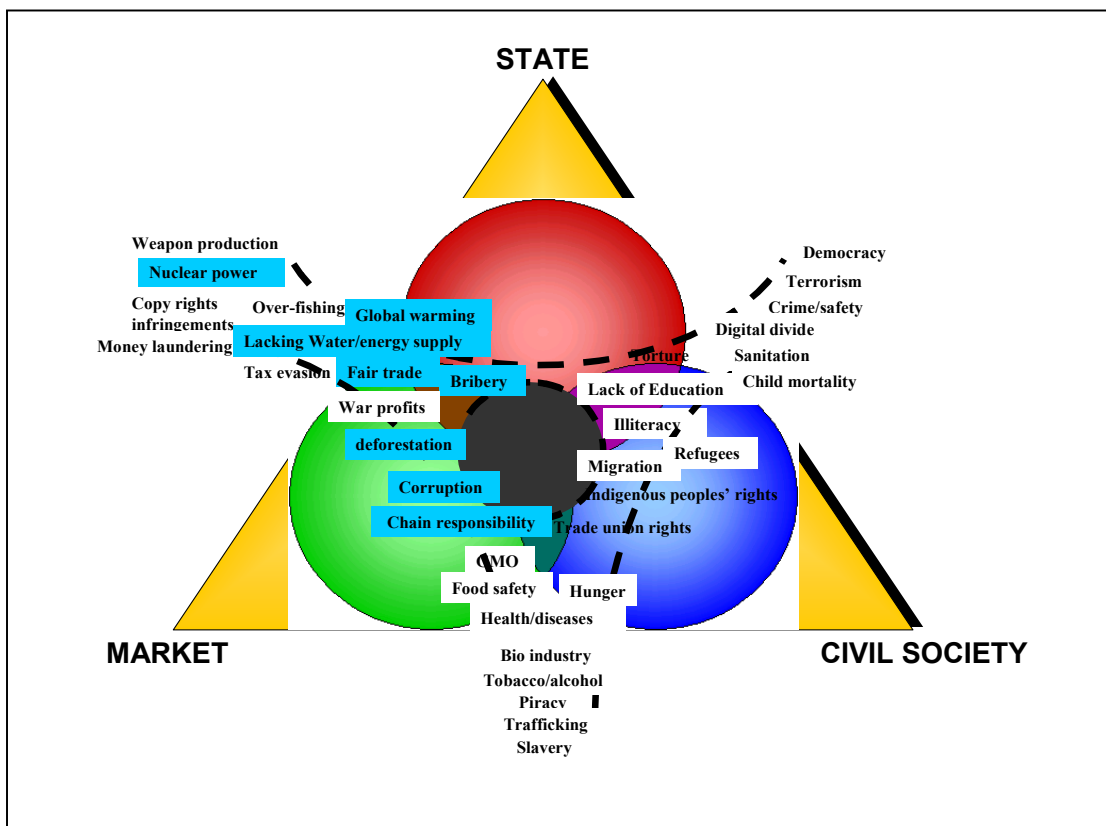 STATE
Weapon production
Nuclear power
Copy rights
infringements
Over-fishing
Global warming
Money laundering
Lacking Water/energy supply
Tax evasion
Fair trade
Bribery
War profits
deforestation
Corruption
Chain responsibility
Democracy
Terrorism
Crime/safety
Digital divide
Torture
Sanitation
Lack of Education
Child mortality
Illiteracy
Refugees
Migration
Indigenous peoples’ rights
Trade union rights
GMO
Food safety
Hunger
Health/diseases
MARKET
CIVIL SOCIETY
Bio industry
Tobacco/alcohol
Piracy
Trafficking
Slavery